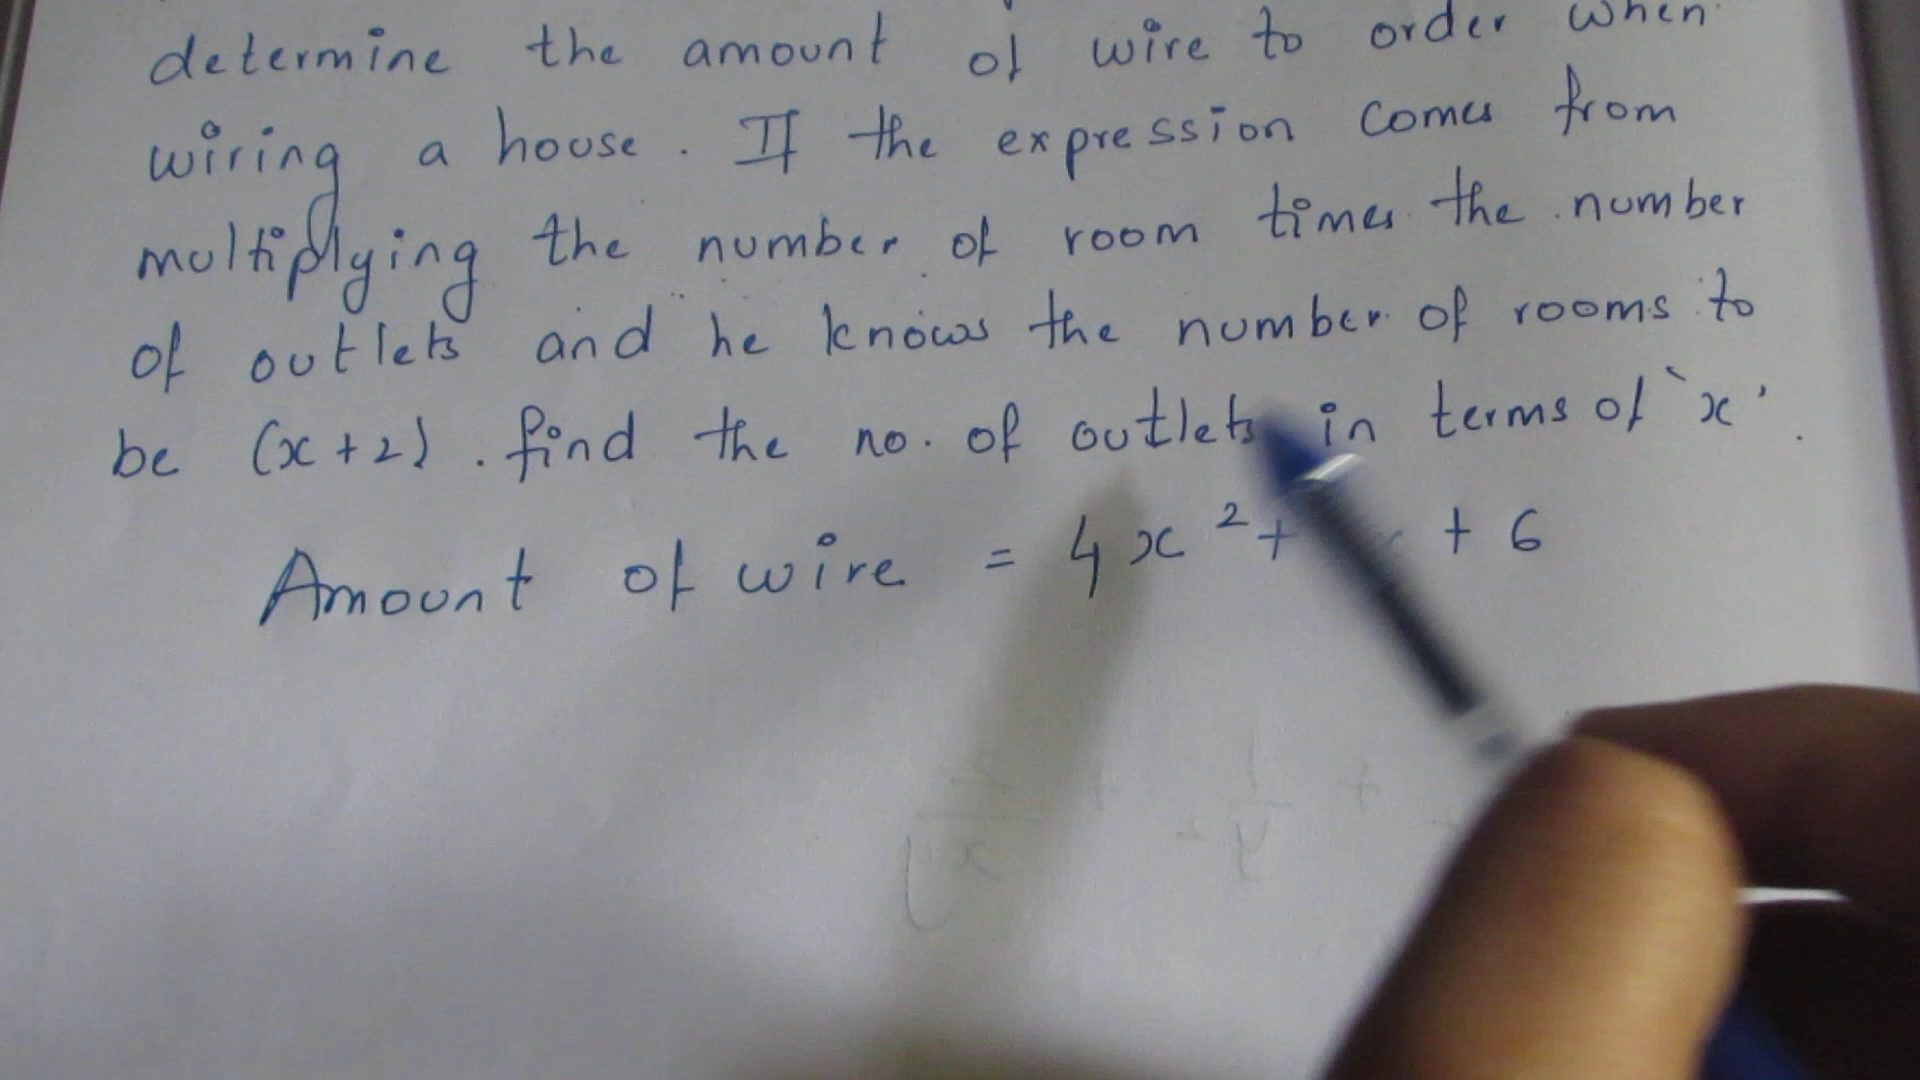 determine the amount of wire to order when
wiring a house. If the expression comes from
multiplying the number of room times the number
of outlets and he knows the number of rooms to
be (x+2). find the no. of outlets in terms of 'x'.
Amount of wire = 4x²+ + 6